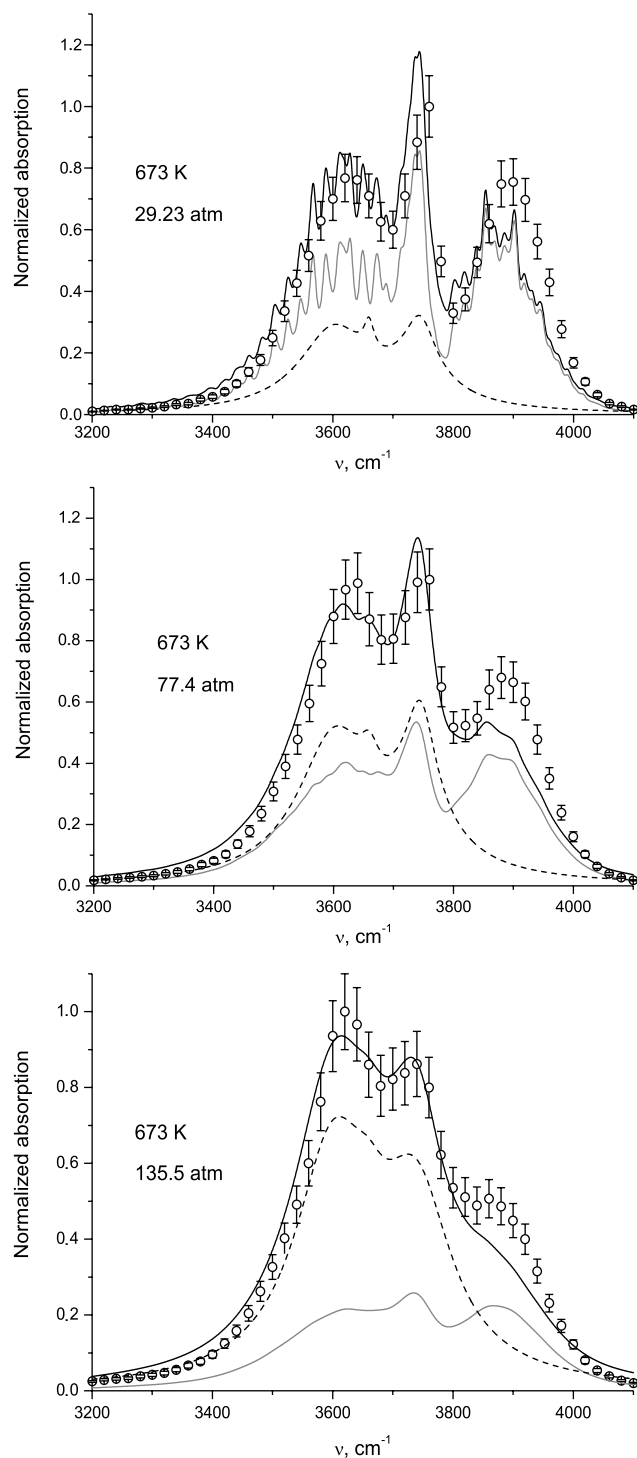 1.2
1.0
0.8
0.6
0.4
0.2
0.0
Normalized absorption
673 K
29.23 atm
3200 3400 3600 3800 4000
ν, cm-1
1.2
1.0
0.8
0.6
0.4
0.2
0.0
Normalized absorption
673 K
77.4 atm
3200 3400 3600 3800 4000
ν, cm-1
1.0
0.8
0.6
0.4
0.2
0.0
Normalized absorption
673 K
135.5 atm
3200 3400 3600 3800 4000
ν, cm-1